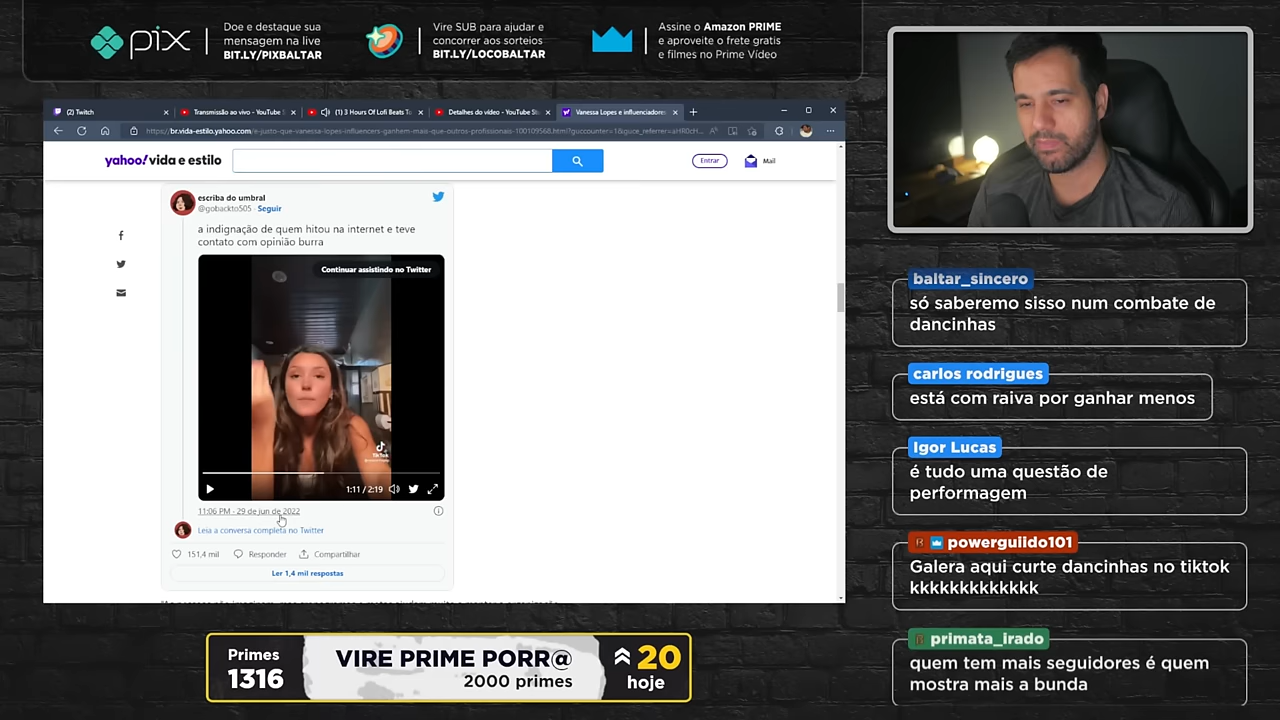 pix
Doe e destaque sua
mensagem na live
BIT.LY/PIXBALTAR
Vire SUB para ajudar e
concorrer aos sorteios
BIT.LY/LOCOBALTAR
Assine o Amazon PRIME
e aproveite o frete gratis
e filmes no Prime Vídeo
(2) Twitch
Transmissão ao vivo - YouTube S
(1) 3 Hours Of Lofi Beats To
Detalhes do vídeo - YouTube St
Vanessa Lopes e influenciadores
yahoo! vida e estilo
Entrar
Mail
escriba do umbral
@gobackto505 · Seguir
a indignação de quem hitou na internet e teve
contato com opinião burra
Continuar assistindo no Twitter
TikTok
1:11 / 2:19
11:06 PM · 29 de jun de 2022
Leia a conversa completa no Twitter
151,4 mil
Responder
Compartilhar
Ler 1,4 mil respostas
baltar_sincero
só saberemo sisso num combate de
dancinhas
carlos rodrigues
está com raiva por ganhar menos
Igor Lucas
é tudo uma questão de
performagem
powerguiido101
Galera aqui curte dancinhas no tiktok
kkkkkkkkkkkkk
primata_irado
quem tem mais seguidores é quem
mostra mais a bunda
Primes
1316
VIRE PRIME PORR@
2000 primes
20
hoje